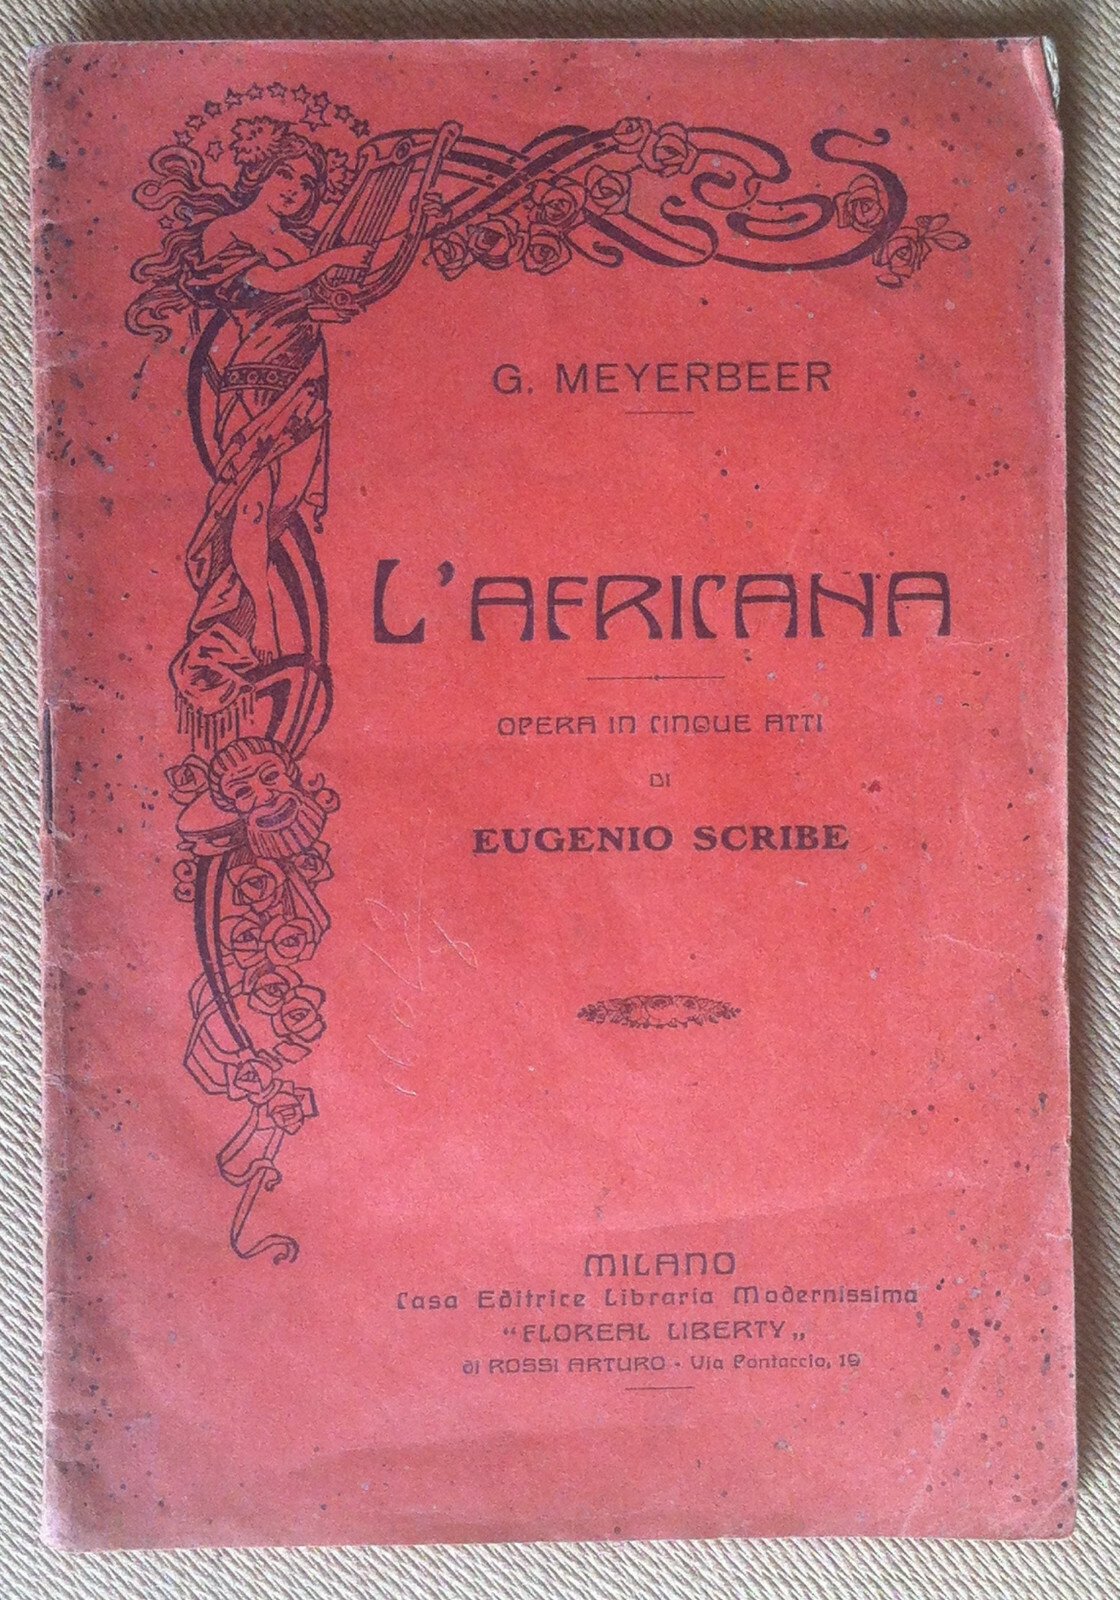 G. MEYERBEER
L'AFRICANA
OPERA IN CINQUE ATTI
DI
EUGENIO SCRIBE
MILANO
Casa Editrice Libraria Modernissima
“FLOREAL LIBERTY„
di ROSSI ARTURO - Via Pontaccio, 19